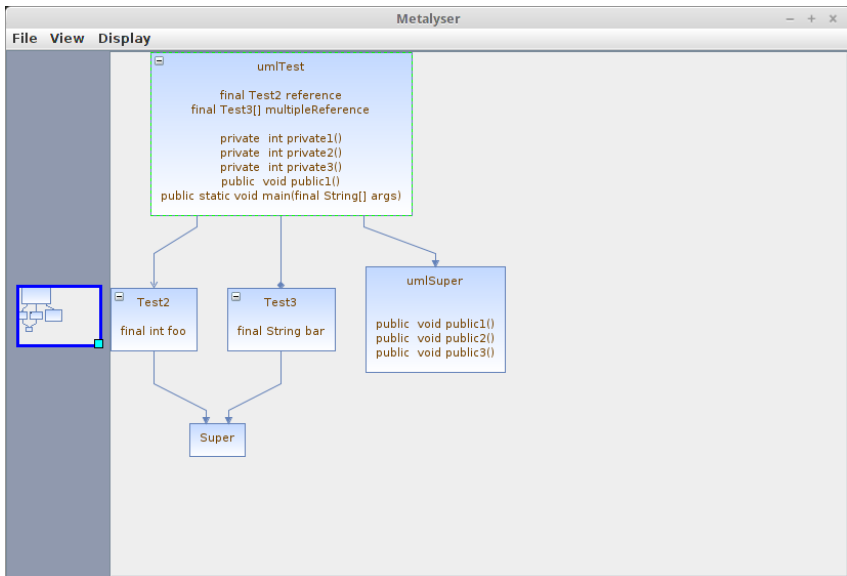 Metalyser
File View Display
umlTest
final Test2 reference
final Test3[] multipleReference
private int private1()
private int private2()
private int private3()
public void public1()
public static void main(final String[] args)
Test2
final int foo
Test3
final String bar
umlSuper
public void public1()
public void public2()
public void public3()
Super